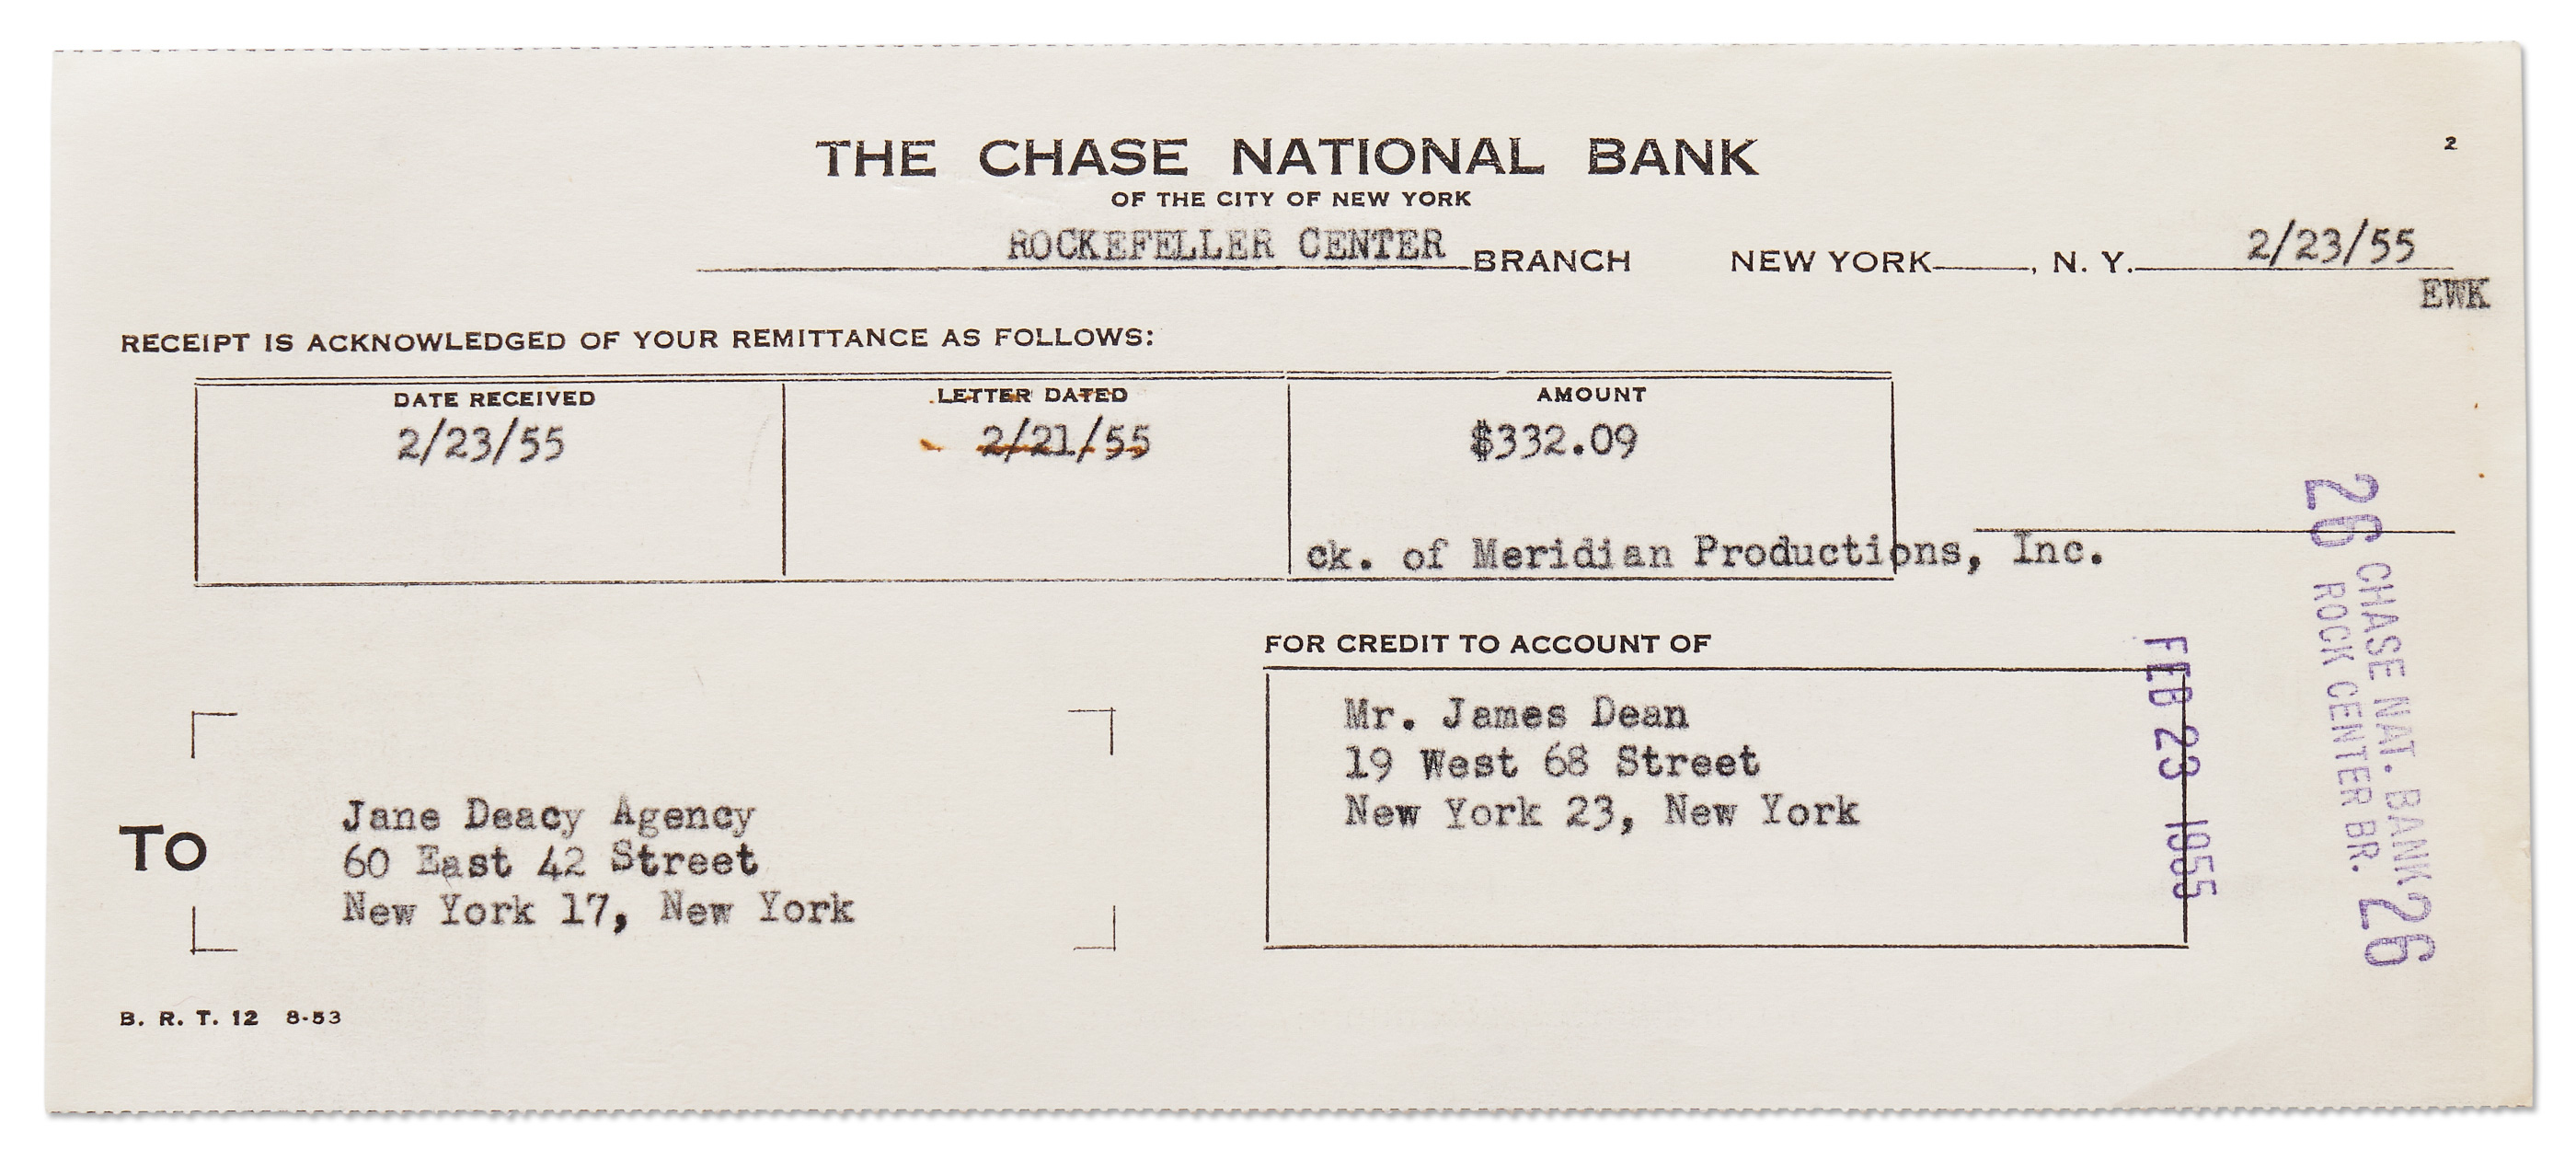 2
THE CHASE NATIONAL BANK
OF THE CITY OF NEW YORK
ROCKEFELLER CENTER BRANCH NEW YORK , N. Y. 2/23/55
EWK
RECEIPT IS ACKNOWLEDGED OF YOUR REMITTANCE AS FOLLOWS:
DATE RECEIVED LETTER DATED AMOUNT
2/23/55 2/21/55 $332.09
ck. of Meridian Productions, Inc.
FOR CREDIT TO ACCOUNT OF
Mr. James Dean
19 West 68 Street
New York 23, New York
TO
Jane Deacy Agency
60 East 42 Street
New York 17, New York
B. R. T. 12 8-53
FEB 23 1955
26 CHASE NAT. BANK 26
ROCK CENTER BR.